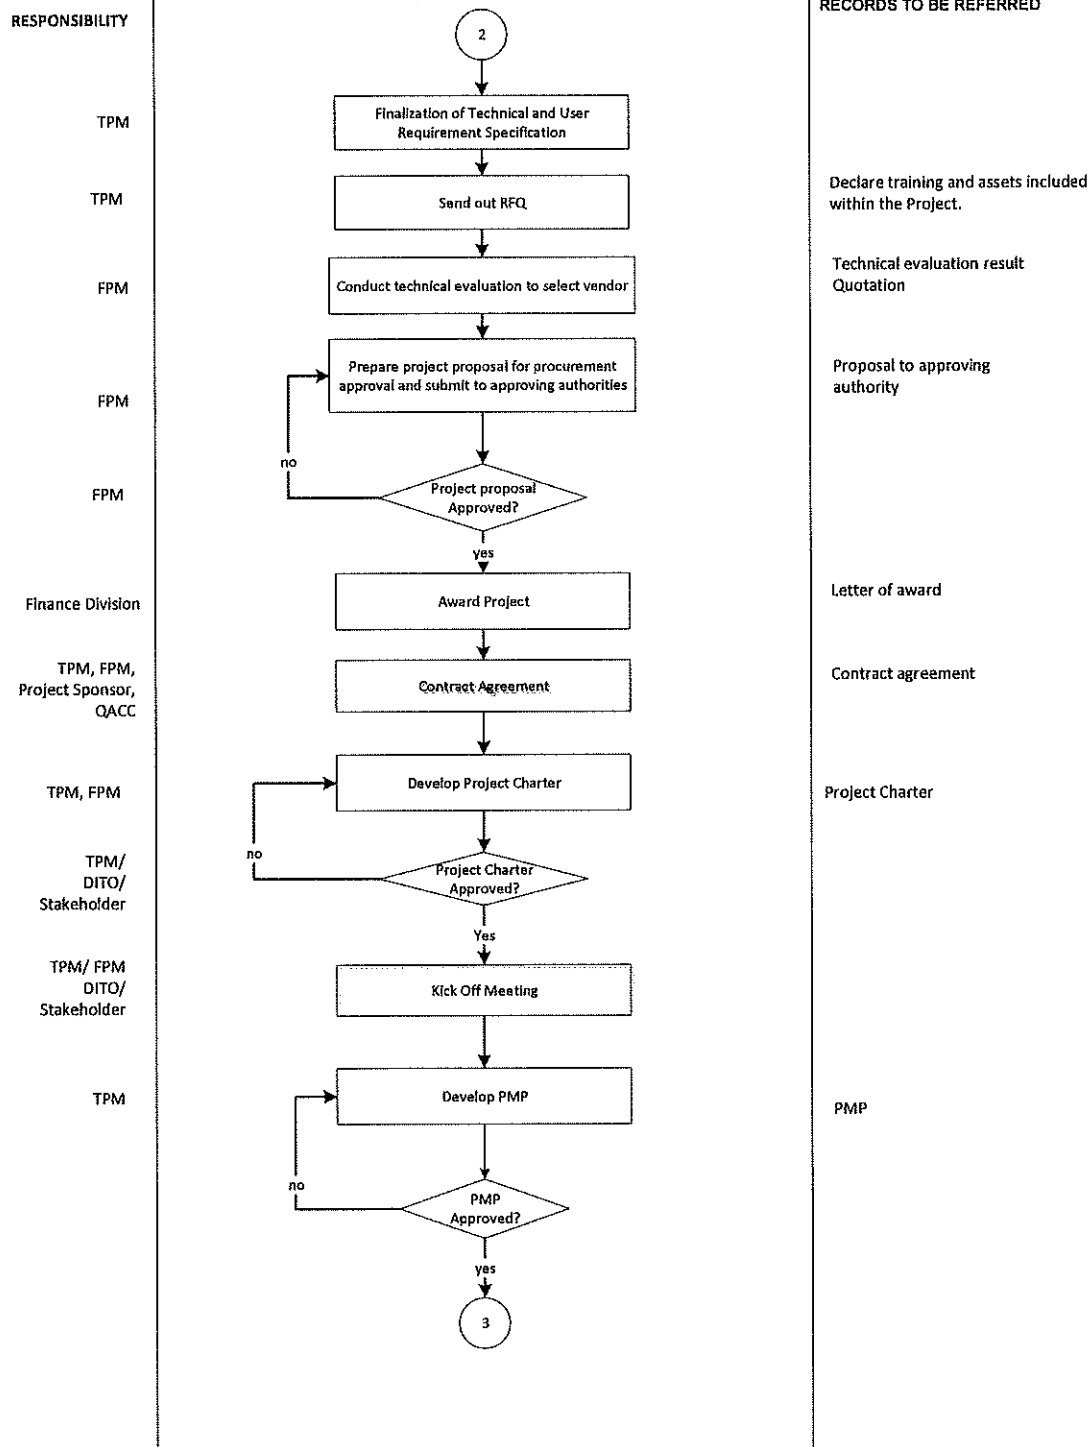 RESPONSIBILITY
RECORDS TO BE REFERRED
2
TPM
Finalization of Technical and User
Requirement Specification
TPM
Send out RFQ
Declare training and assets included
within the Project.
FPM
Conduct technical evaluation to select vendor
Technical evaluation result
Quotation
FPM
Prepare project proposal for procurement
approval and submit to approving authorities
Proposal to approving
authority
no
FPM
Project proposal
Approved?
yes
Finance Division
Award Project
Letter of award
TPM, FPM,
Project Sponsor,
QACC
Contract Agreement
Contract agreement
TPM, FPM
Develop Project Charter
Project Charter
no
TPM/
DITO/
Stakeholder
Project Charter
Approved?
Yes
TPM/ FPM
DITO/
Stakeholder
Kick Off Meeting
TPM
Develop PMP
PMP
no
PMP
Approved?
yes
3